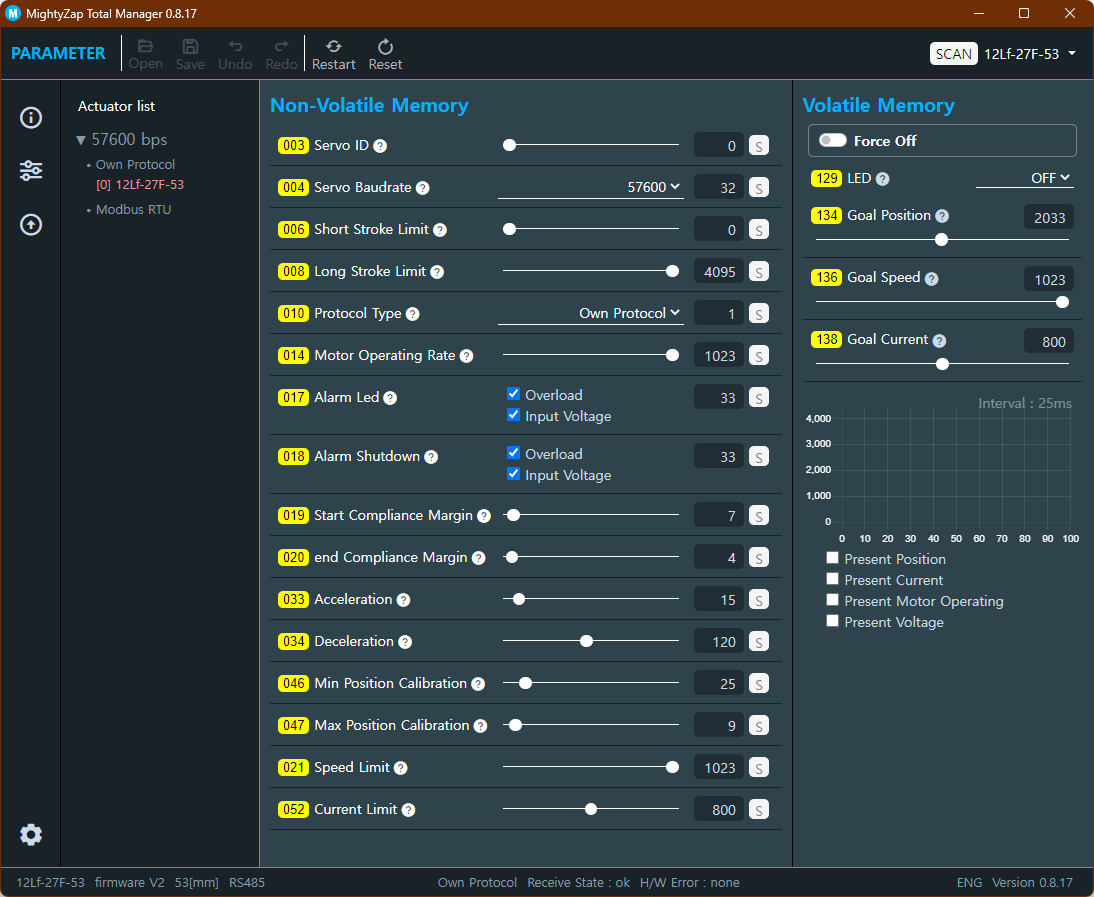 MightyZap Total Manager 0.8.17
PARAMETER
Open Save Undo Redo Restart Reset
SCAN 12Lf-27F-53
Actuator list
57600 bps
Own Protocol
[0] 12Lf-27F-53
Modbus RTU
Non-Volatile Memory
003 Servo ID ? 0 S
004 Servo Baudrate ? 57600 32 S
006 Short Stroke Limit ? 0 S
008 Long Stroke Limit ? 4095 S
010 Protocol Type ? Own Protocol 1 S
014 Motor Operating Rate ? 1023 S
017 Alarm Led ? Overload 33 S
Input Voltage
018 Alarm Shutdown ? Overload 33 S
Input Voltage
019 Start Compliance Margin ? 7 S
020 end Compliance Margin ? 4 S
033 Acceleration ? 15 S
034 Deceleration ? 120 S
046 Min Position Calibration ? 25 S
047 Max Position Calibration ? 9 S
021 Speed Limit ? 1023 S
052 Current Limit ? 800 S
Volatile Memory
Force Off
129 LED ? OFF
134 Goal Position ? 2033
136 Goal Speed ? 1023
138 Goal Current ? 800
Interval : 25ms
4,000
3,000
2,000
1,000
0
0 10 20 30 40 50 60 70 80 90 100
Present Position
Present Current
Present Motor Operating
Present Voltage
12Lf-27F-53 firmware V2 53[mm] RS485 Own Protocol Receive State : ok H/W Error : none ENG Version 0.8.17